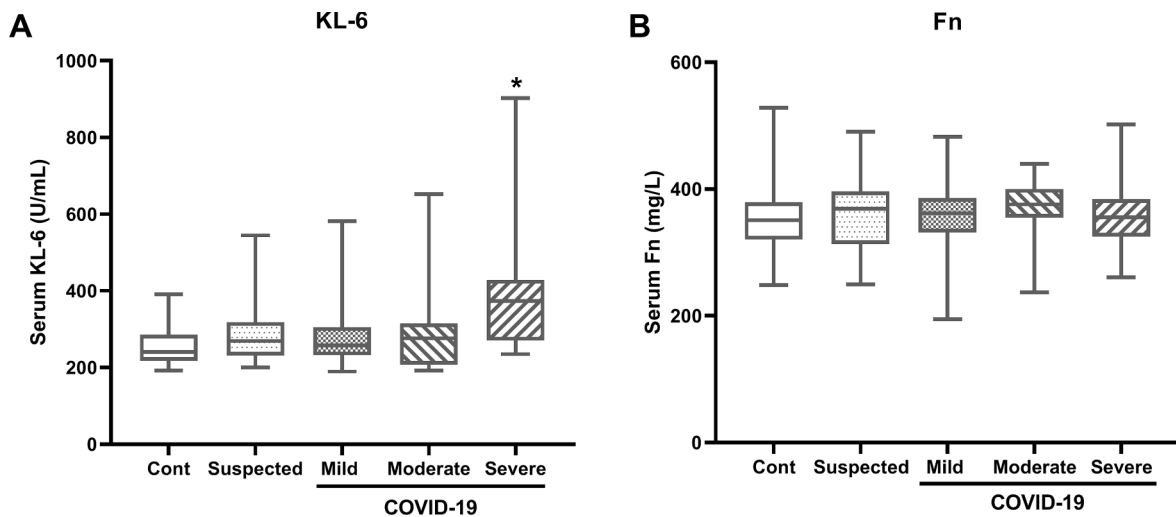 A
KL-6
Serum KL-6 (U/mL)
1000
800
600
400
200
0
*
Cont Suspected Mild Moderate Severe
COVID-19
B
Fn
Serum Fn (mg/L)
600
400
200
0
Cont Suspected Mild Moderate Severe
COVID-19